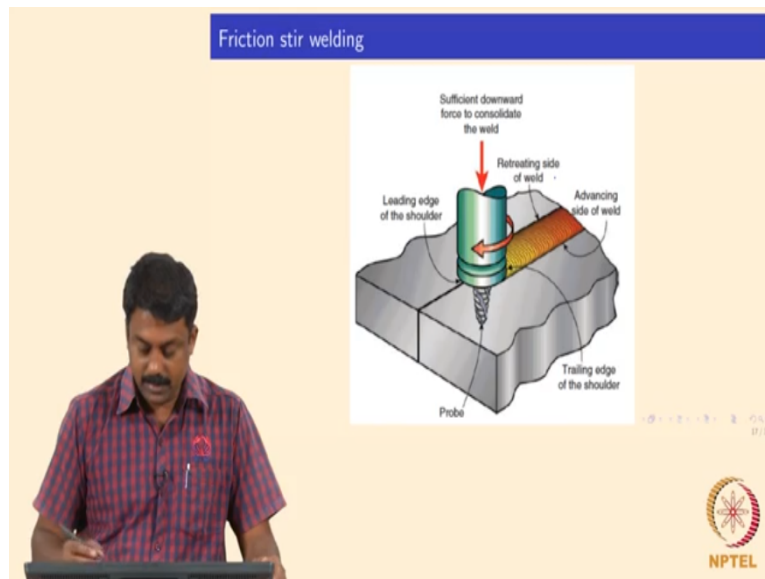 Friction stir welding
Sufficient downward
force to consolidate
the weld
Retreating side
of weld
Leading edge
of the shoulder
Advancing
side of weld
Trailing edge
of the shoulder
Probe
NPTEL